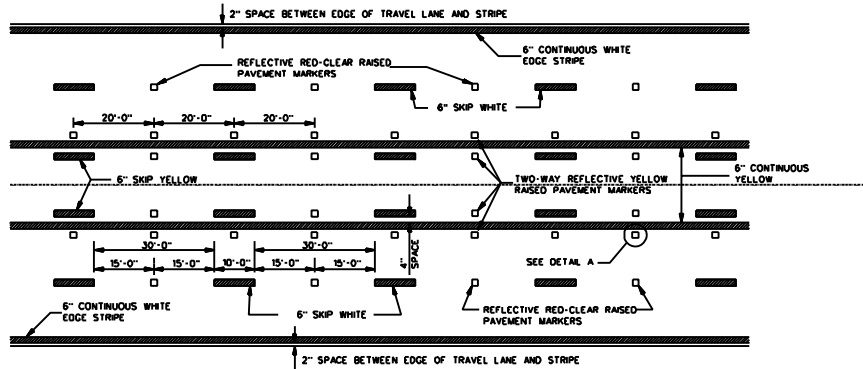 2" SPACE BETWEEN EDGE OF TRAVEL LANE AND STRIPE
6" CONTINUOUS WHITE
EDGE STRIPE
REFLECTIVE RED-CLEAR RAISED
PAVEMENT MARKERS
6" SKIP WHITE
20'-0" 20'-0" 20'-0"
6" SKIP YELLOW
TWO-WAY REFLECTIVE YELLOW
RAISED PAVEMENT MARKERS
6" CONTINUOUS
YELLOW
30'-0" 30'-0"
15'-0" 15'-0" 10'-0" 15'-0" 15'-0"
4"
SPACE
SEE DETAIL A
6" CONTINUOUS WHITE
EDGE STRIPE
6" SKIP WHITE
REFLECTIVE RED-CLEAR RAISED
PAVEMENT MARKERS
2" SPACE BETWEEN EDGE OF TRAVEL LANE AND STRIPE